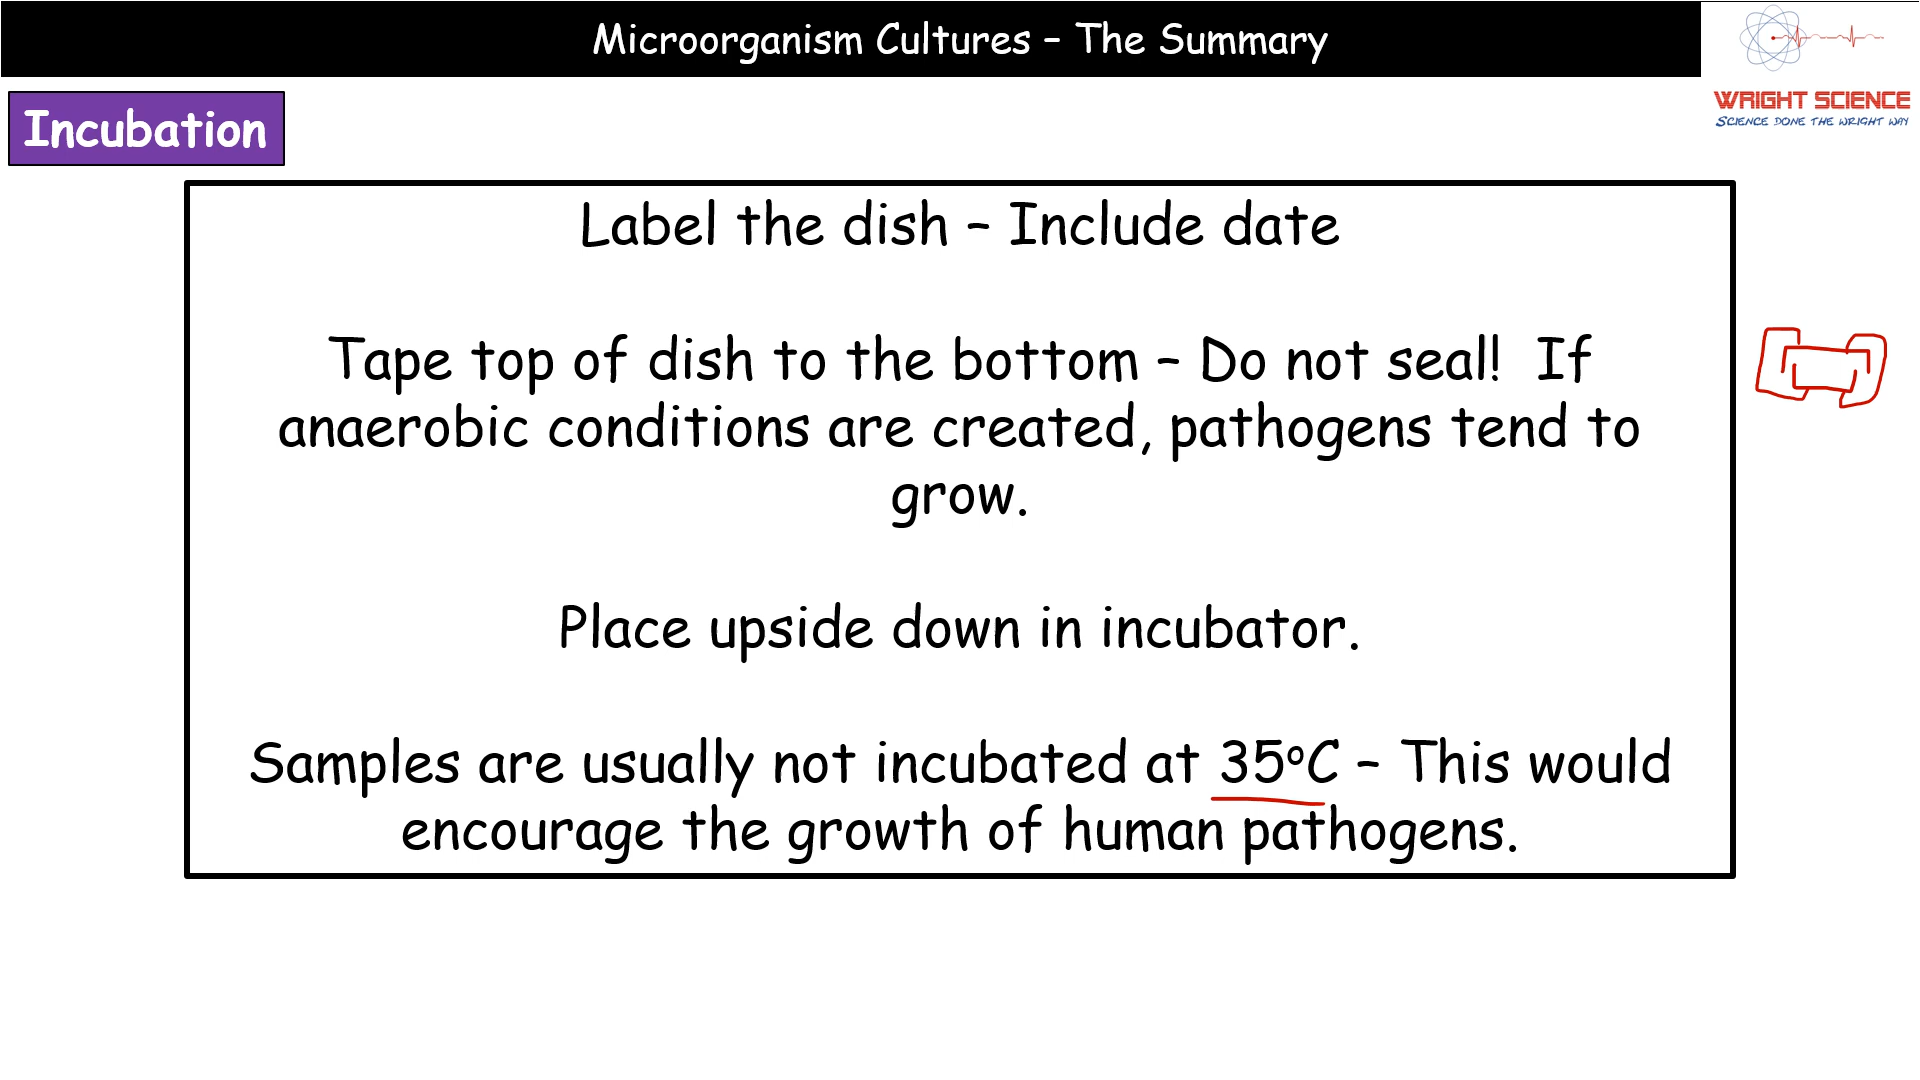 Microorganism Cultures – The Summary
WRIGHT SCIENCE
SCIENCE DONE THE WRIGHT WAY
Incubation
Label the dish – Include date
Tape top of dish to the bottom – Do not seal! If
anaerobic conditions are created, pathogens tend to
grow.
Place upside down in incubator.
Samples are usually not incubated at 35ºC – This would
encourage the growth of human pathogens.